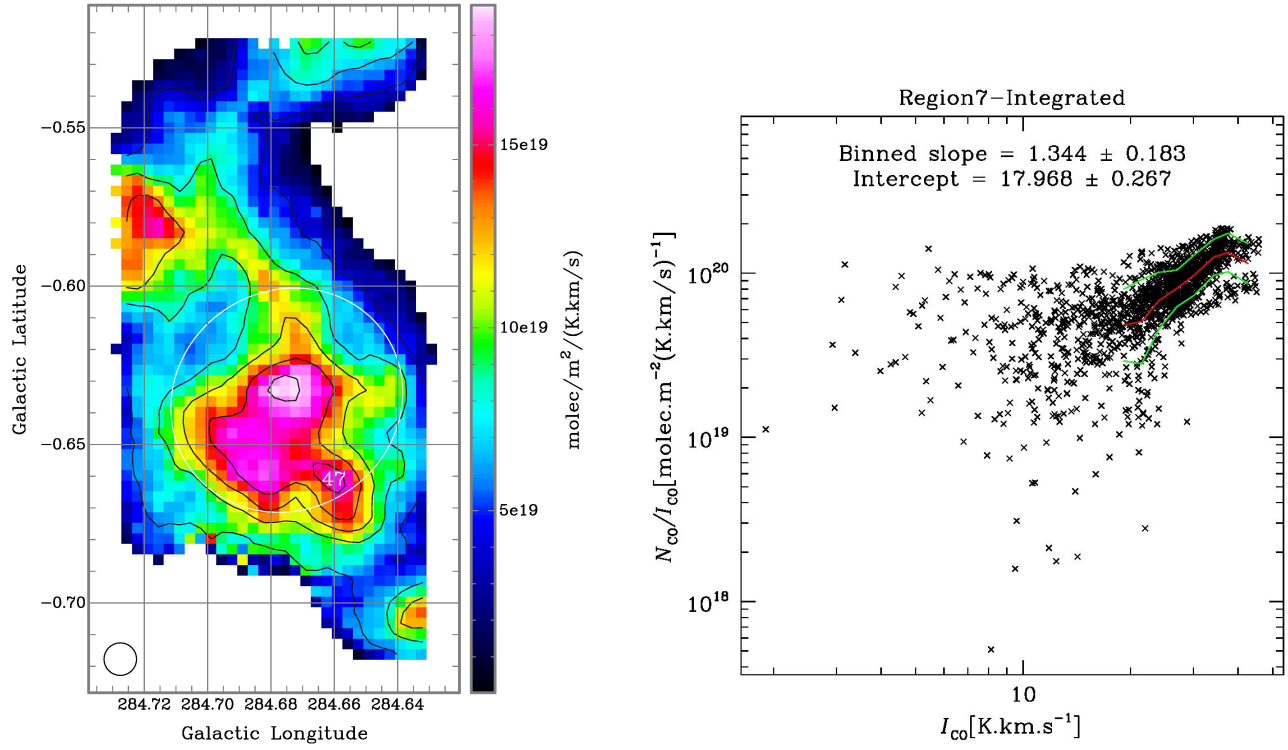 −0.55
−0.60
−0.65
−0.70
Galactic Latitude
284.72 284.70 284.68 284.66 284.64
Galactic Longitude
47
15e19
10e19
5e19
molec/m²/(K.km/s)
Region7−Integrated
Binned slope = 1.344 ± 0.183
Intercept = 17.968 ± 0.267
10²⁰
10¹⁹
10¹⁸
N_CO/I_CO[molec.m⁻²(K.km/s)⁻¹]
10
I_CO[K.km.s⁻¹]